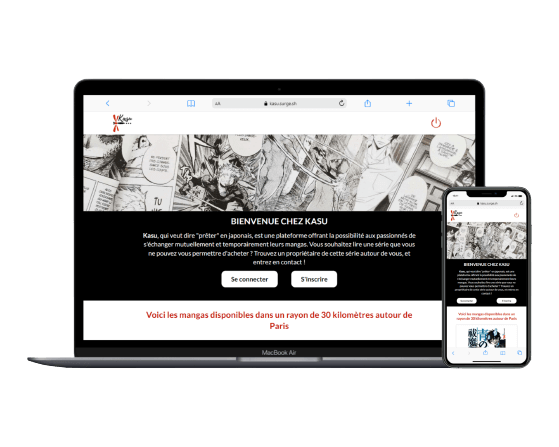 AA
kasu.surge.sh
Kasu
BIENVENUE CHEZ KASU
Kasu, qui veut dire "prêter" en japonais, est une plateforme offrant la possibilité aux passionnés de
s'échanger mutuellement et temporairement leurs mangas. Vous souhaitez lire une série que vous
ne pouvez vous permettre d'acheter ? Trouvez un propriétaire de cette série autour de vous, et
entrez en contact !
Se connecter
S'inscrire
Voici les mangas disponibles dans un rayon de 30 kilomètres autour de
Paris
MacBook Air
kasu.surge.sh
Kasu
BIENVENUE CHEZ KASU
Voici les mangas disponibles dans un
rayon de 30 kilomètres autour de Paris